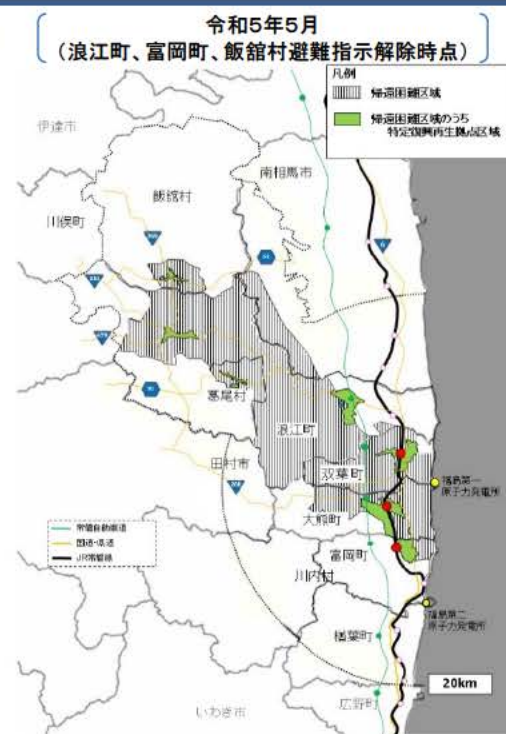 令和5年5月
（浪江町、富岡町、飯舘村避難指示解除時点）
凡例
帰還困難区域
帰還困難区域のうち
特定復興再生拠点区域
伊達市
南相馬市
飯舘村
川俣町
6
葛尾村
浪江町
田村市
双葉町
福島第一
原子力発電所
大熊町
常磐自動車道
国道・県道
JR常磐線
富岡町
川内村
福島第二
原子力発電所
楢葉町
20km
広野町
いわき市